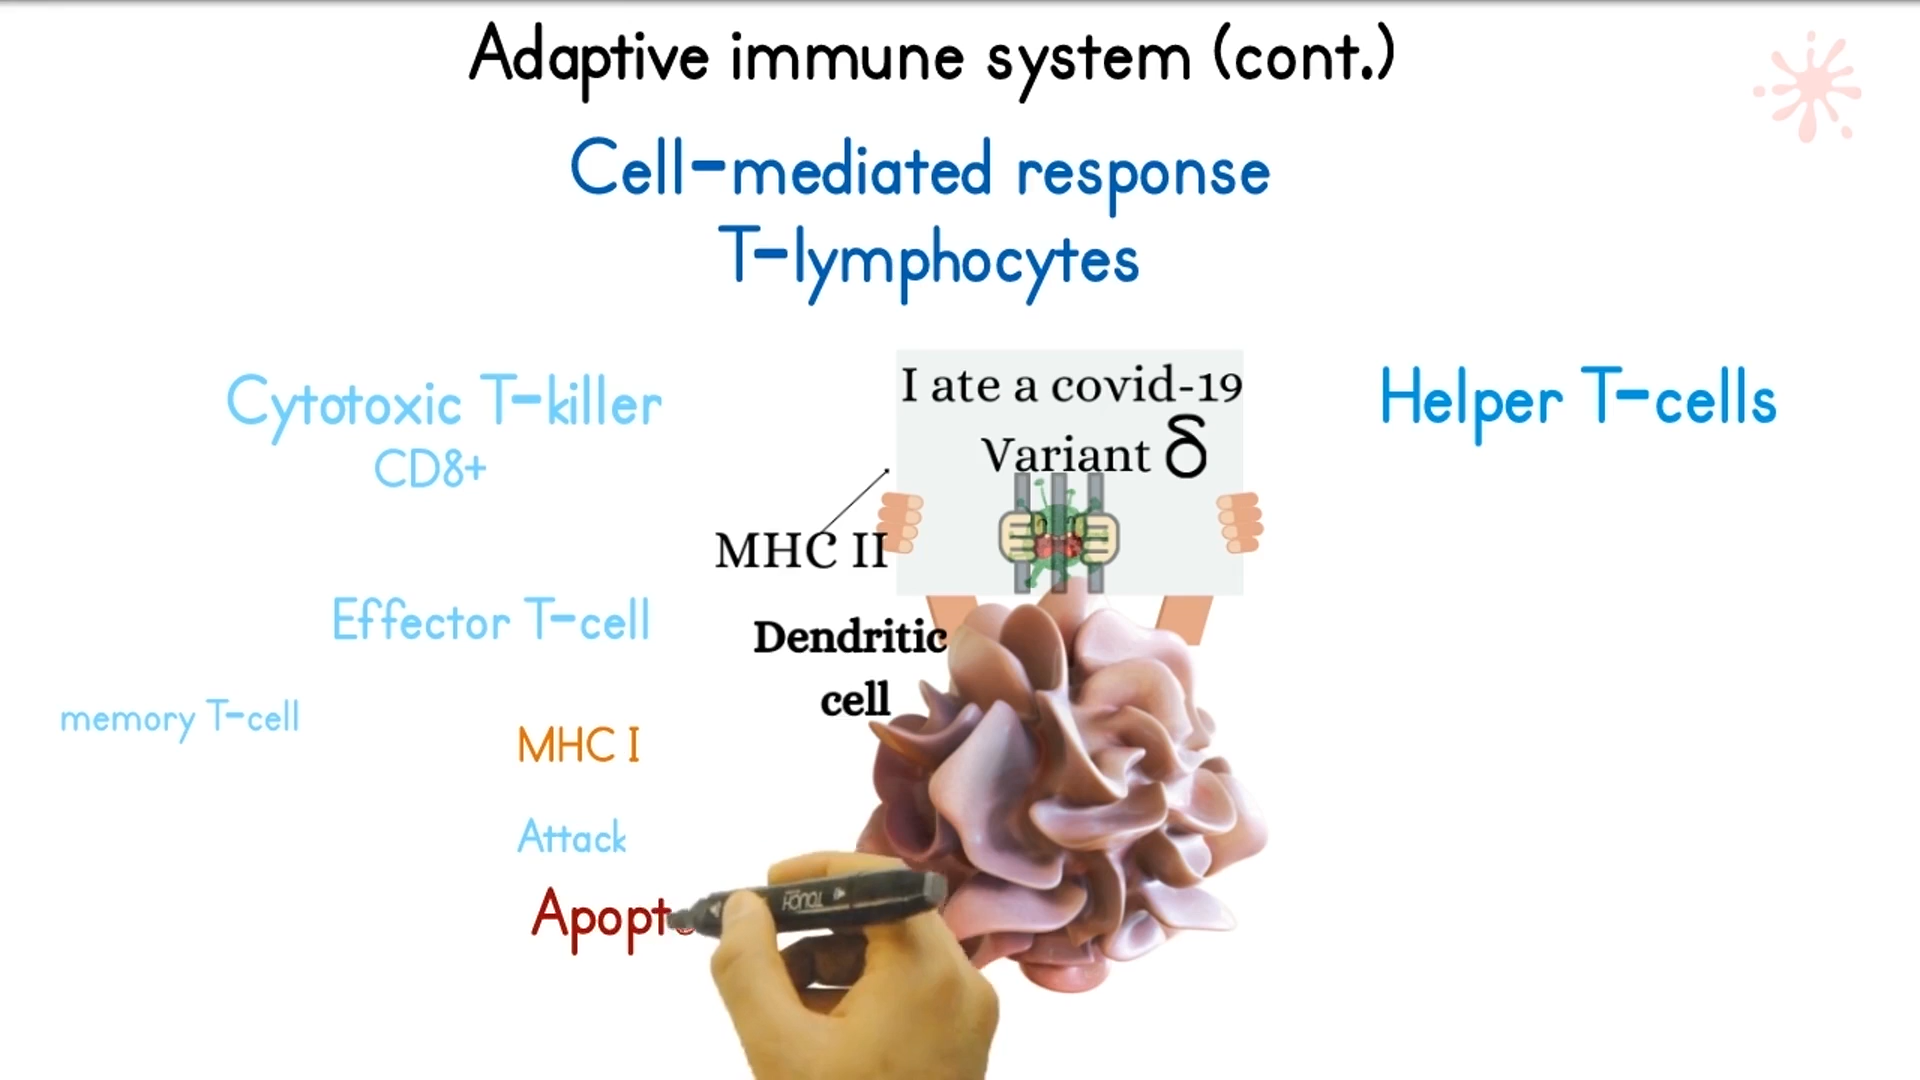 Adaptive immune system (cont.)
Cell-mediated response
T-lymphocytes
Cytotoxic T-killer
CD8+
I ate a covid-19
Variant δ
Helper T-cells
MHC II
Effector T-cell
Dendritic
cell
memory T-cell
MHC I
Attack
Apopt
TOUCH